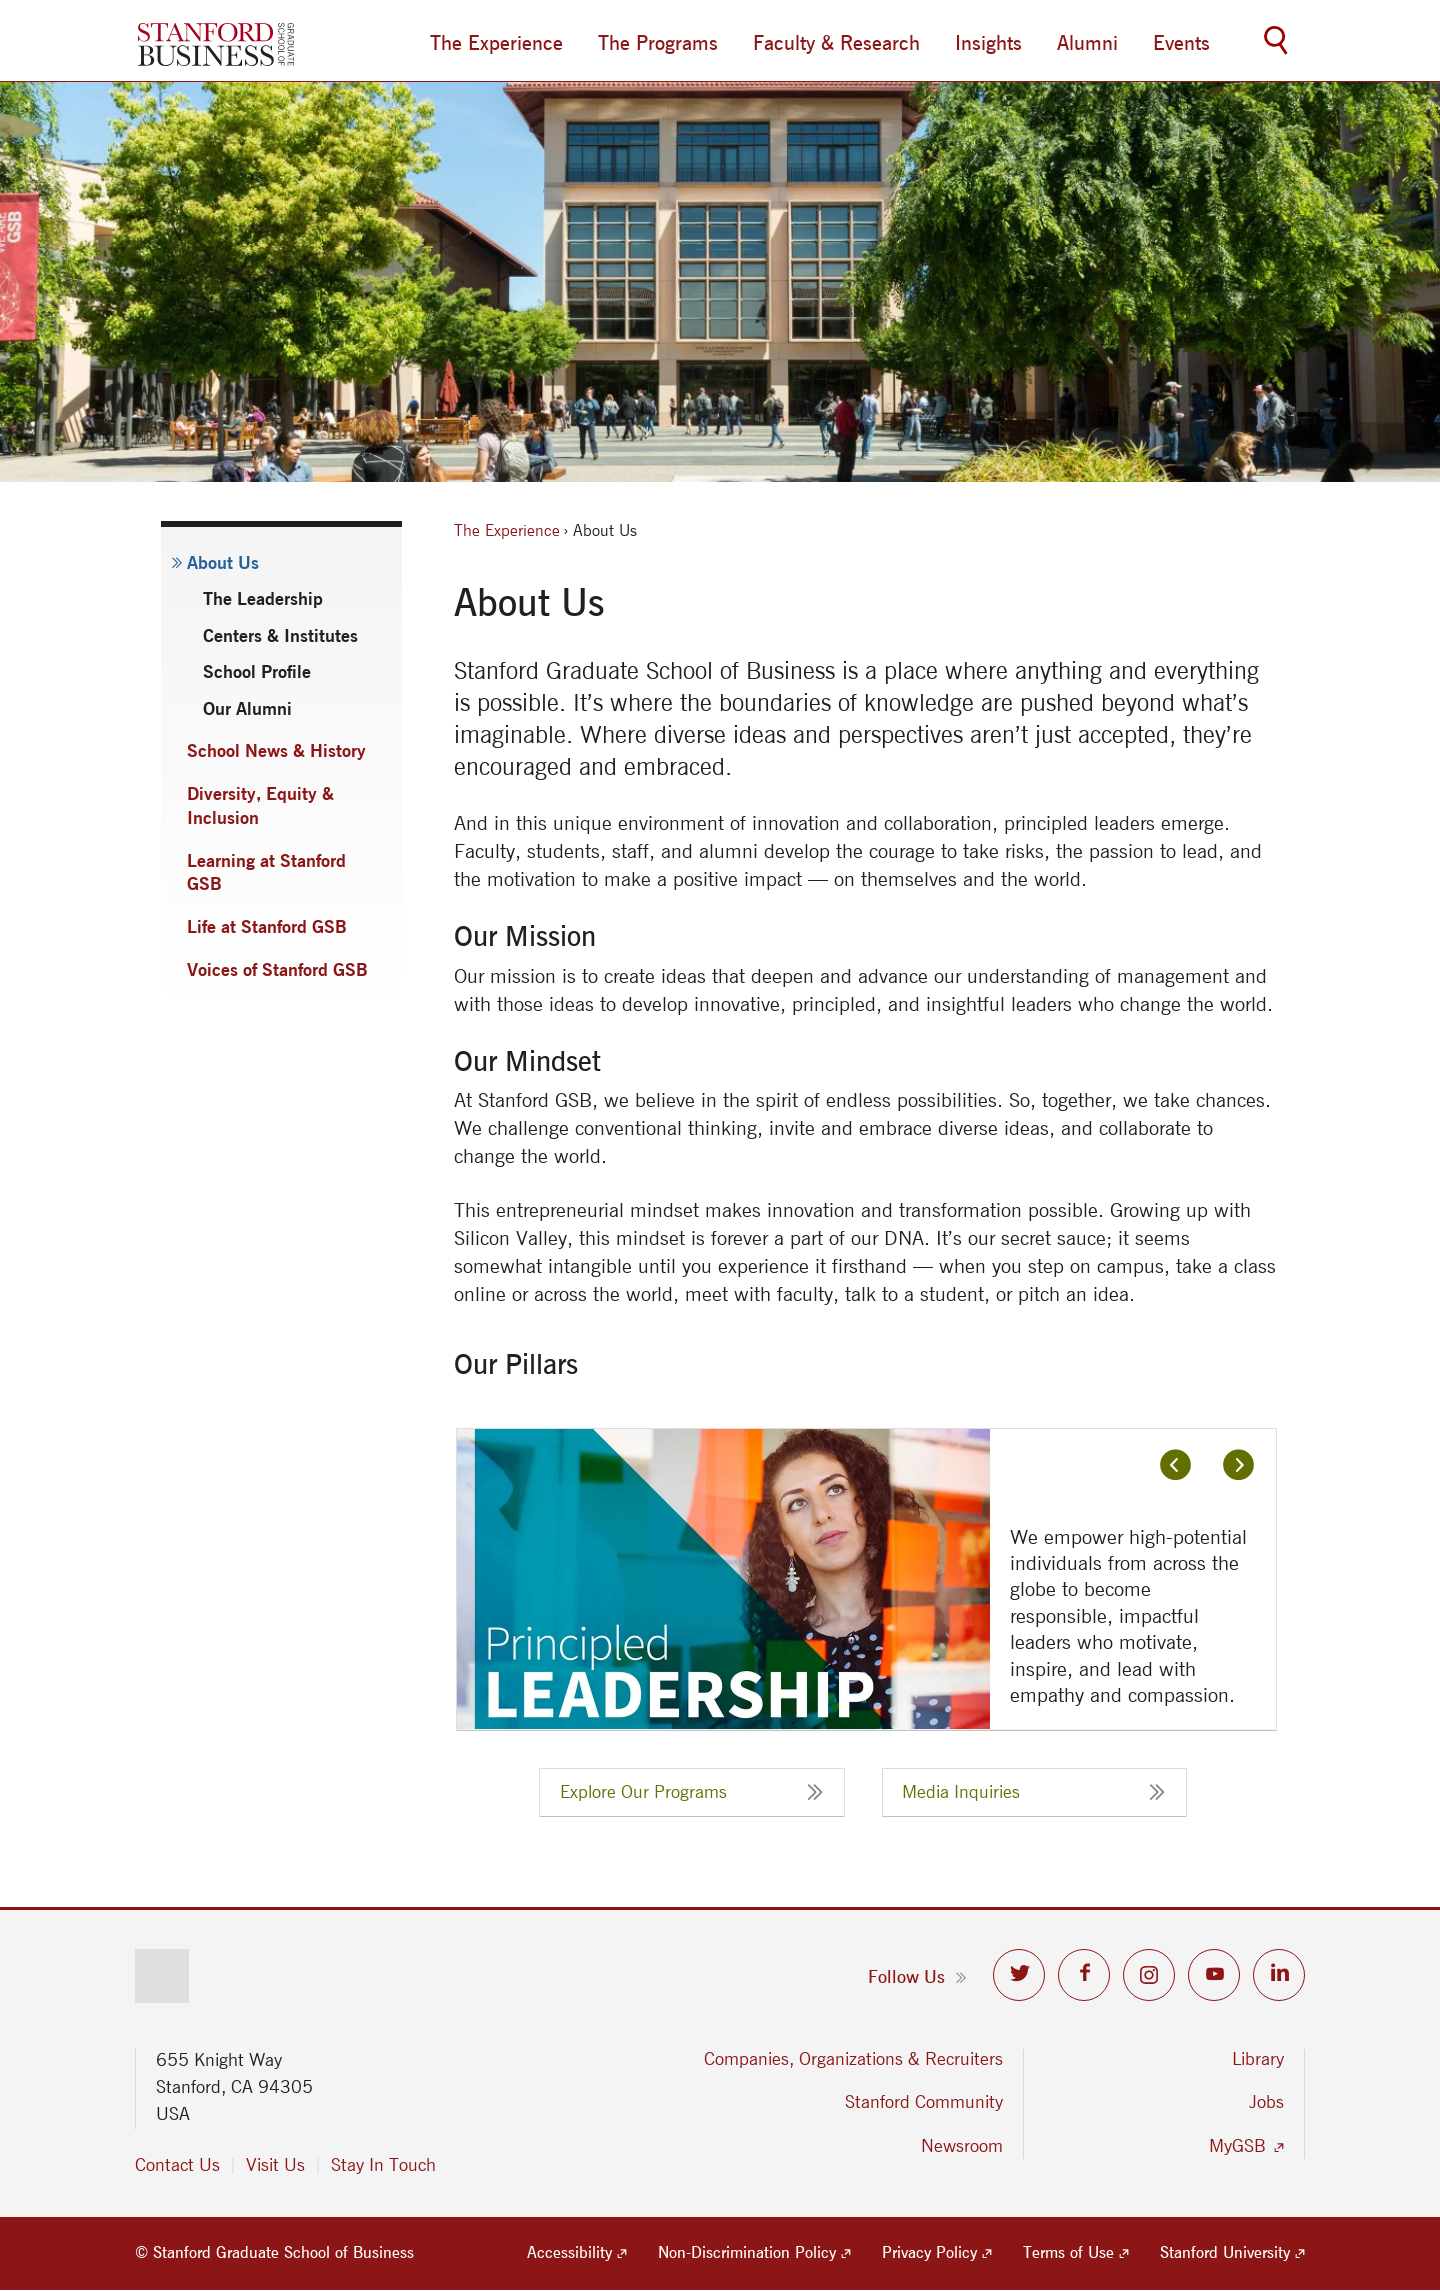 STANFORD
BUSINESS
GRADUATE
SCHOOL OF
The Experience
The Programs
Faculty & Research
Insights
Alumni
Events
WE ARE
GSB
The Experience › About Us
About Us
The Leadership
Centers & Institutes
School Profile
Our Alumni
School News & History
Diversity, Equity &
Inclusion
Learning at Stanford
GSB
Life at Stanford GSB
Voices of Stanford GSB
About Us
Stanford Graduate School of Business is a place where anything and everything
is possible. It’s where the boundaries of knowledge are pushed beyond what’s
imaginable. Where diverse ideas and perspectives aren’t just accepted, they’re
encouraged and embraced.
And in this unique environment of innovation and collaboration, principled leaders emerge.
Faculty, students, staff, and alumni develop the courage to take risks, the passion to lead, and
the motivation to make a positive impact — on themselves and the world.
Our Mission
Our mission is to create ideas that deepen and advance our understanding of management and
with those ideas to develop innovative, principled, and insightful leaders who change the world.
Our Mindset
At Stanford GSB, we believe in the spirit of endless possibilities. So, together, we take chances.
We challenge conventional thinking, invite and embrace diverse ideas, and collaborate to
change the world.
This entrepreneurial mindset makes innovation and transformation possible. Growing up with
Silicon Valley, this mindset is forever a part of our DNA. It’s our secret sauce; it seems
somewhat intangible until you experience it firsthand — when you step on campus, take a class
online or across the world, meet with faculty, talk to a student, or pitch an idea.
Our Pillars
Principled
LEADERSHIP
We empower high-potential
individuals from across the
globe to become
responsible, impactful
leaders who motivate,
inspire, and lead with
empathy and compassion.
Explore Our Programs
Media Inquiries
Follow Us
655 Knight Way
Stanford, CA 94305
USA
Contact Us | Visit Us | Stay In Touch
Companies, Organizations & Recruiters
Stanford Community
Newsroom
Library
Jobs
MyGSB
© Stanford Graduate School of Business
Accessibility
Non-Discrimination Policy
Privacy Policy
Terms of Use
Stanford University